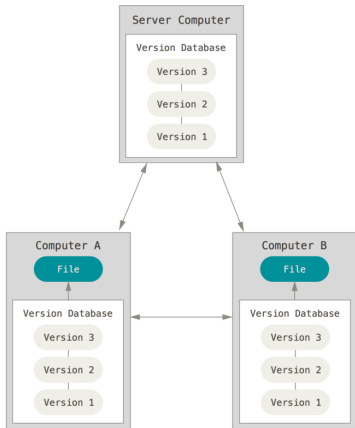 Server Computer
Version Database
Version 3
Version 2
Version 1
Computer A
File
Version Database
Version 3
Version 2
Version 1
Computer B
File
Version Database
Version 3
Version 2
Version 1